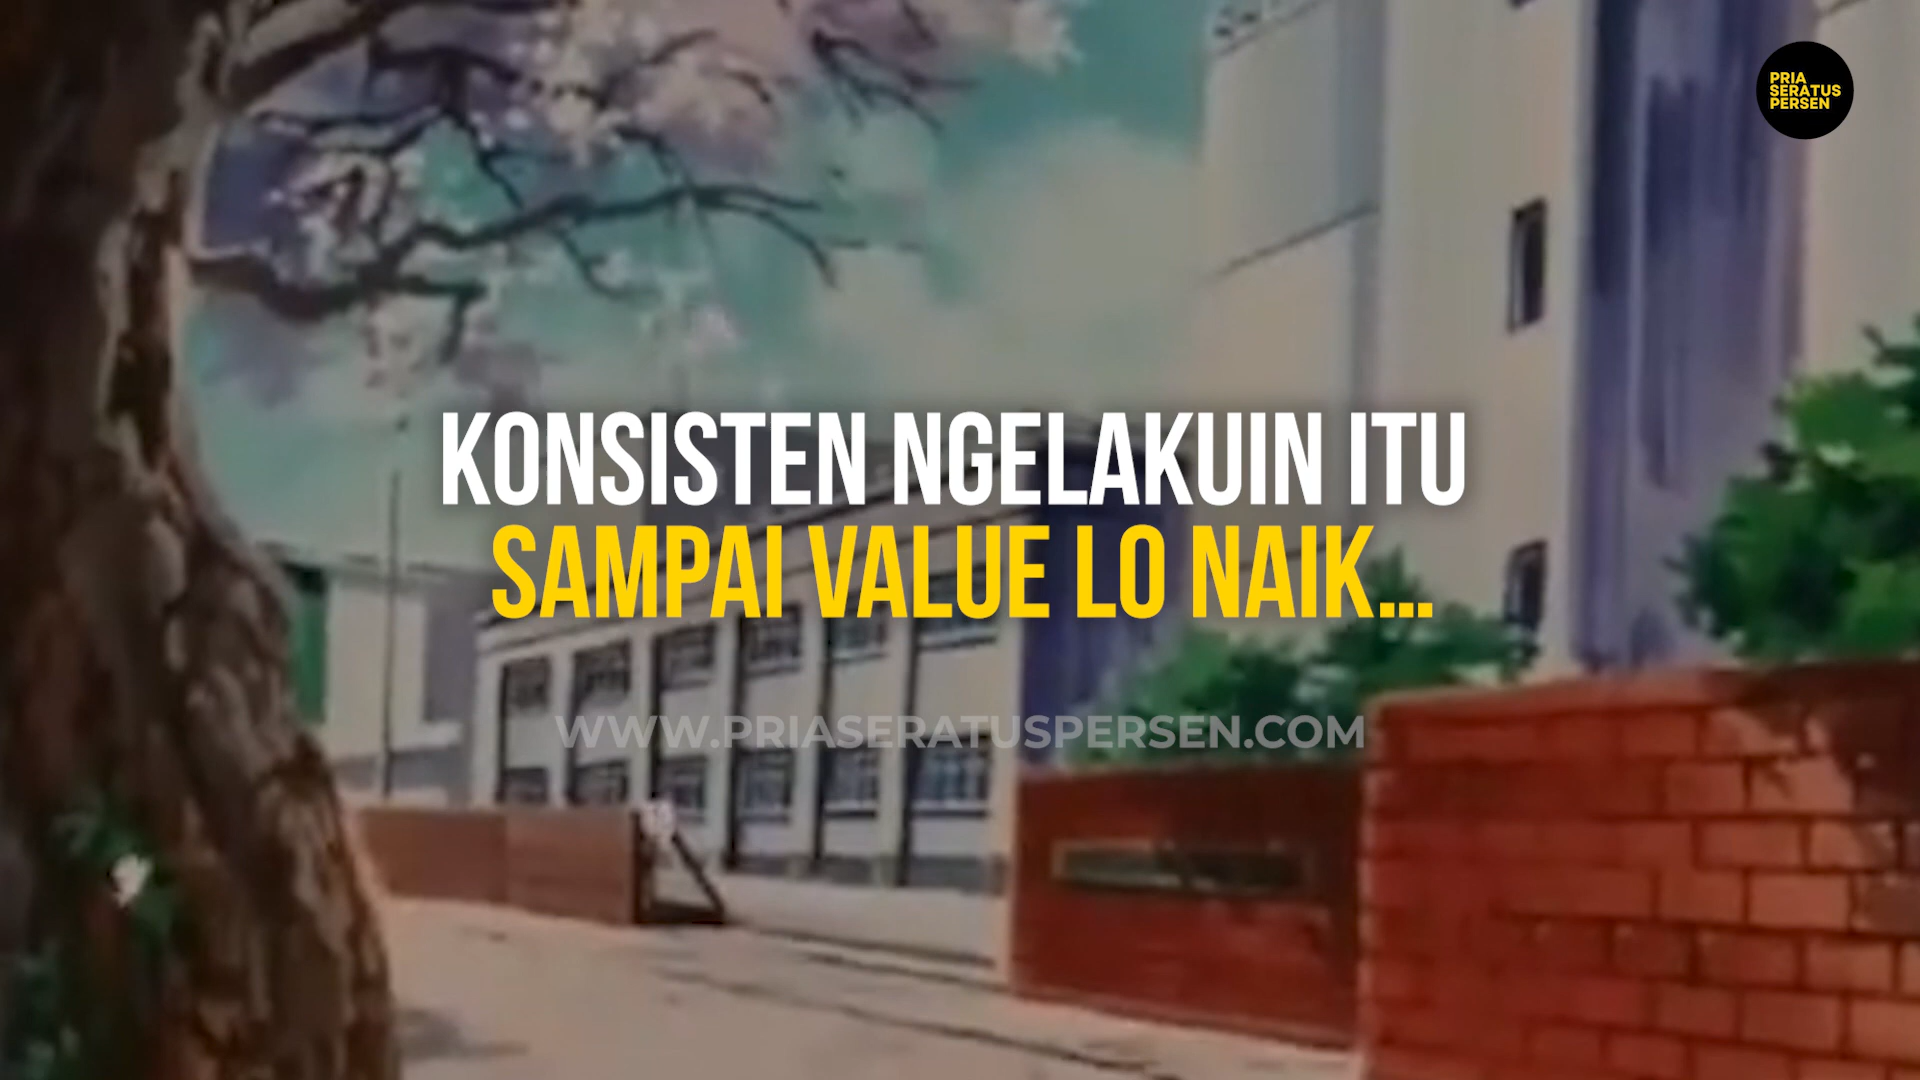 PRIA
SERATUS
PERSEN
KONSISTEN NGELAKUIN ITU
SAMPAI VALUE LO NAIK...
WWW.PRIASERATUSPERSEN.COM